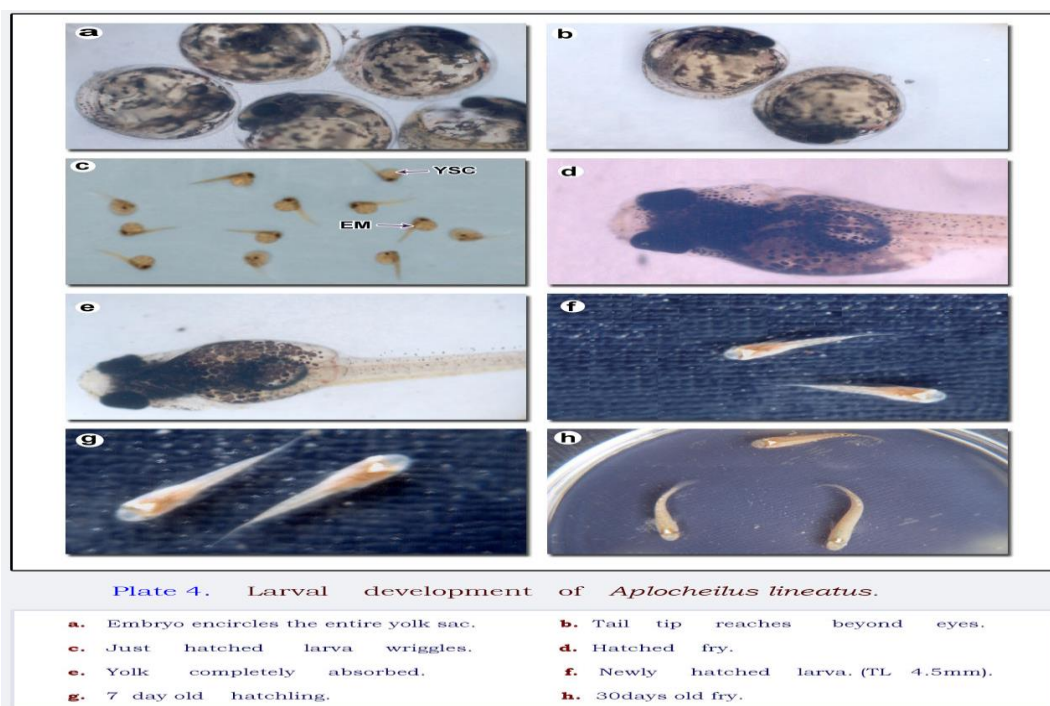 a
b
c
YSC
EM
d
e
f
g
h
Plate 4. Larval development of Aplocheilus lineatus.
a. Embryo encircles the entire yolk sac.
b. Tail tip reaches beyond eyes.
c. Just hatched larva wriggles.
d. Hatched fry.
e. Yolk completely absorbed.
f. Newly hatched larva. (TL 4.5mm).
g. 7 day old hatchling.
h. 30days old fry.